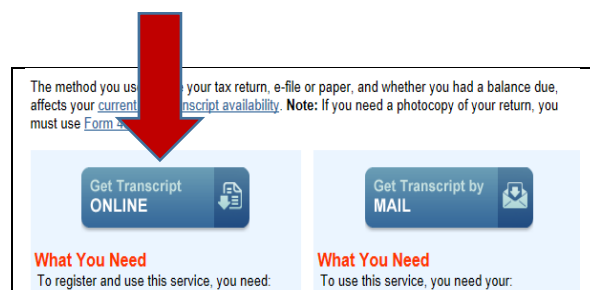 The method you us your tax return, e-file or paper, and whether you had a balance due,
affects your current nscript availability. Note: If you need a photocopy of your return, you
must use Form 4
Get Transcript
ONLINE
Get Transcript by
MAIL
What You Need
To register and use this service, you need:
What You Need
To use this service, you need your: